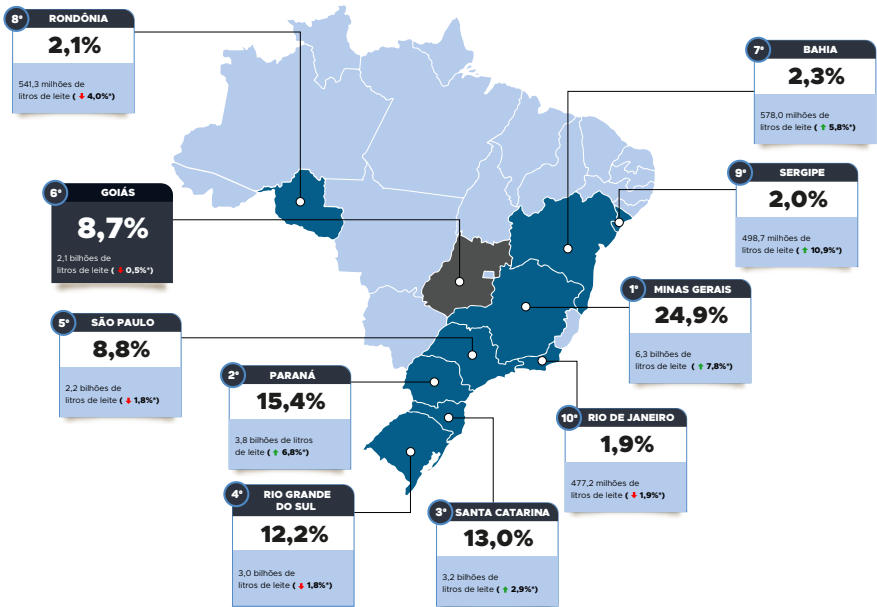 8º RONDÔNIA
2,1%
541,3 milhões de
litros de leite ( 4,0%*)
7º BAHIA
2,3%
578,0 milhões de
litros de leite ( 5,8%*)
9º SERGIPE
2,0%
498,7 milhões de
litros de leite ( 10,9%*)
6º GOIÁS
8,7%
2,1 bilhões de
litros de leite ( 0,5%*)
1º MINAS GERAIS
24,9%
6,3 bilhões de
litros de leite ( 7,8%*)
5º SÃO PAULO
8,8%
2,2 bilhões de
litros de leite ( 1,8%*)
2º PARANÁ
15,4%
3,8 bilhões de litros
de leite ( 6,8%*)
10º RIO DE JANEIRO
1,9%
477,2 milhões de
litros de leite ( 1,9%*)
4º RIO GRANDE
DO SUL
12,2%
3,0 bilhões de
litros de leite ( 1,8%*)
3º SANTA CATARINA
13,0%
3,2 bilhões de
litros de leite ( 2,9%*)